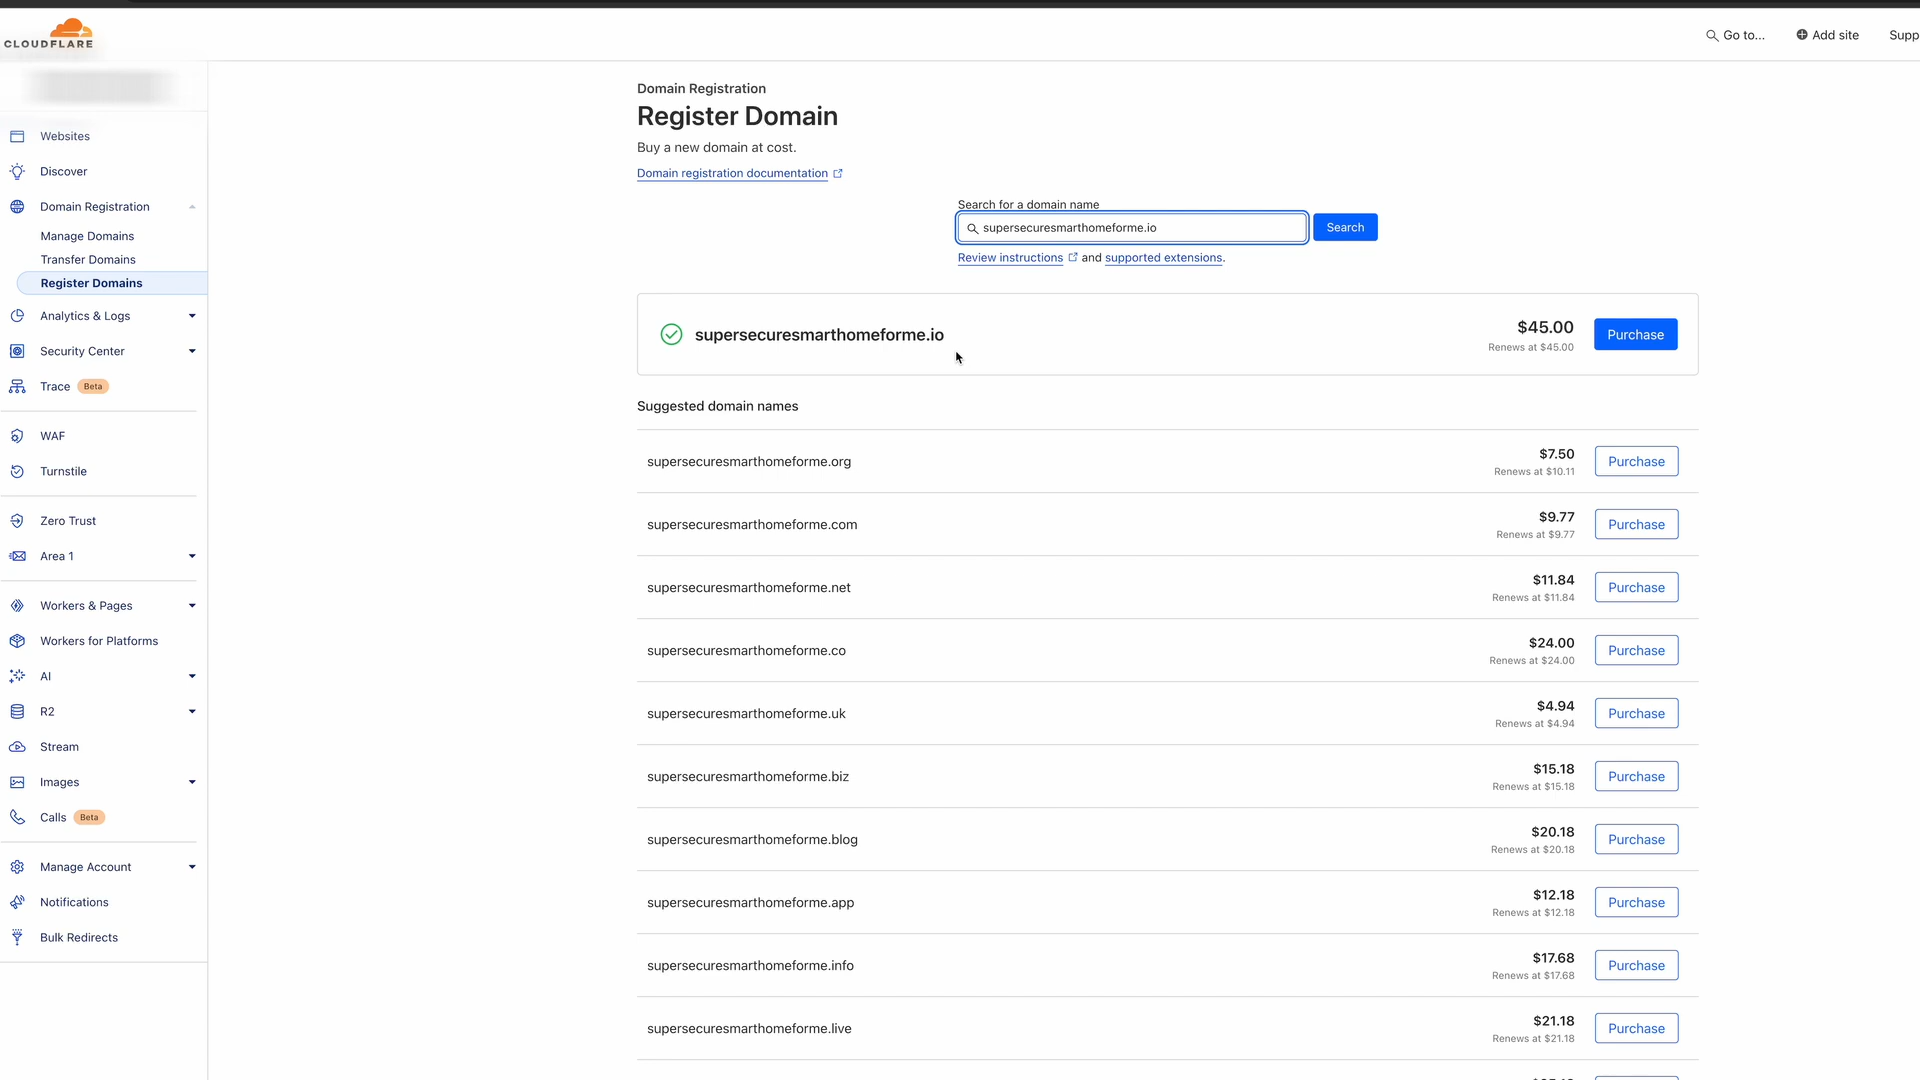 CLOUDFLARE
Go to...
Add site
Supp
Websites
Discover
Domain Registration
Manage Domains
Transfer Domains
Register Domains
Analytics & Logs
Security Center
Trace Beta
WAF
Turnstile
Zero Trust
Area 1
Workers & Pages
Workers for Platforms
AI
R2
Stream
Images
Calls Beta
Manage Account
Notifications
Bulk Redirects
Domain Registration
Register Domain
Buy a new domain at cost.
Domain registration documentation
Search for a domain name
supersecuresmarthomeforme.io Search
Review instructions and supported extensions.
supersecuresmarthomeforme.io $45.00 Purchase
Renews at $45.00
Suggested domain names
supersecuresmarthomeforme.org $7.50 Purchase
Renews at $10.11
supersecuresmarthomeforme.com $9.77 Purchase
Renews at $9.77
supersecuresmarthomeforme.net $11.84 Purchase
Renews at $11.84
supersecuresmarthomeforme.co $24.00 Purchase
Renews at $24.00
supersecuresmarthomeforme.uk $4.94 Purchase
Renews at $4.94
supersecuresmarthomeforme.biz $15.18 Purchase
Renews at $15.18
supersecuresmarthomeforme.blog $20.18 Purchase
Renews at $20.18
supersecuresmarthomeforme.app $12.18 Purchase
Renews at $12.18
supersecuresmarthomeforme.info $17.68 Purchase
Renews at $17.68
supersecuresmarthomeforme.live $21.18 Purchase
Renews at $21.18